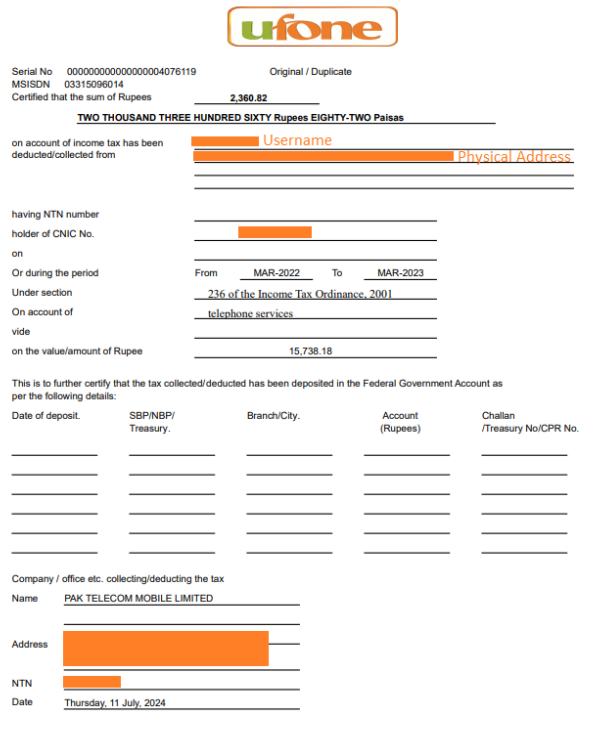 ufone
Serial No 000000000000000004076119 Original / Duplicate
MSISDN 03315096014
Certified that the sum of Rupees 2,360.82
TWO THOUSAND THREE HUNDRED SIXTY Rupees EIGHTY-TWO Paisas
on account of income tax has been Username
deducted/collected from Physical Address
having NTN number
holder of CNIC No.
on
Or during the period From MAR-2022 To MAR-2023
Under section 236 of the Income Tax Ordinance, 2001
On account of telephone services
vide
on the value/amount of Rupee 15,738.18
This is to further certify that the tax collected/deducted has been deposited in the Federal Government Account as
per the following details:
Date of deposit. SBP/NBP/ Branch/City. Account Challan
Treasury. (Rupees) /Treasury No/CPR No.
Company / office etc. collecting/deducting the tax
Name PAK TELECOM MOBILE LIMITED
Address
NTN
Date Thursday, 11 July, 2024